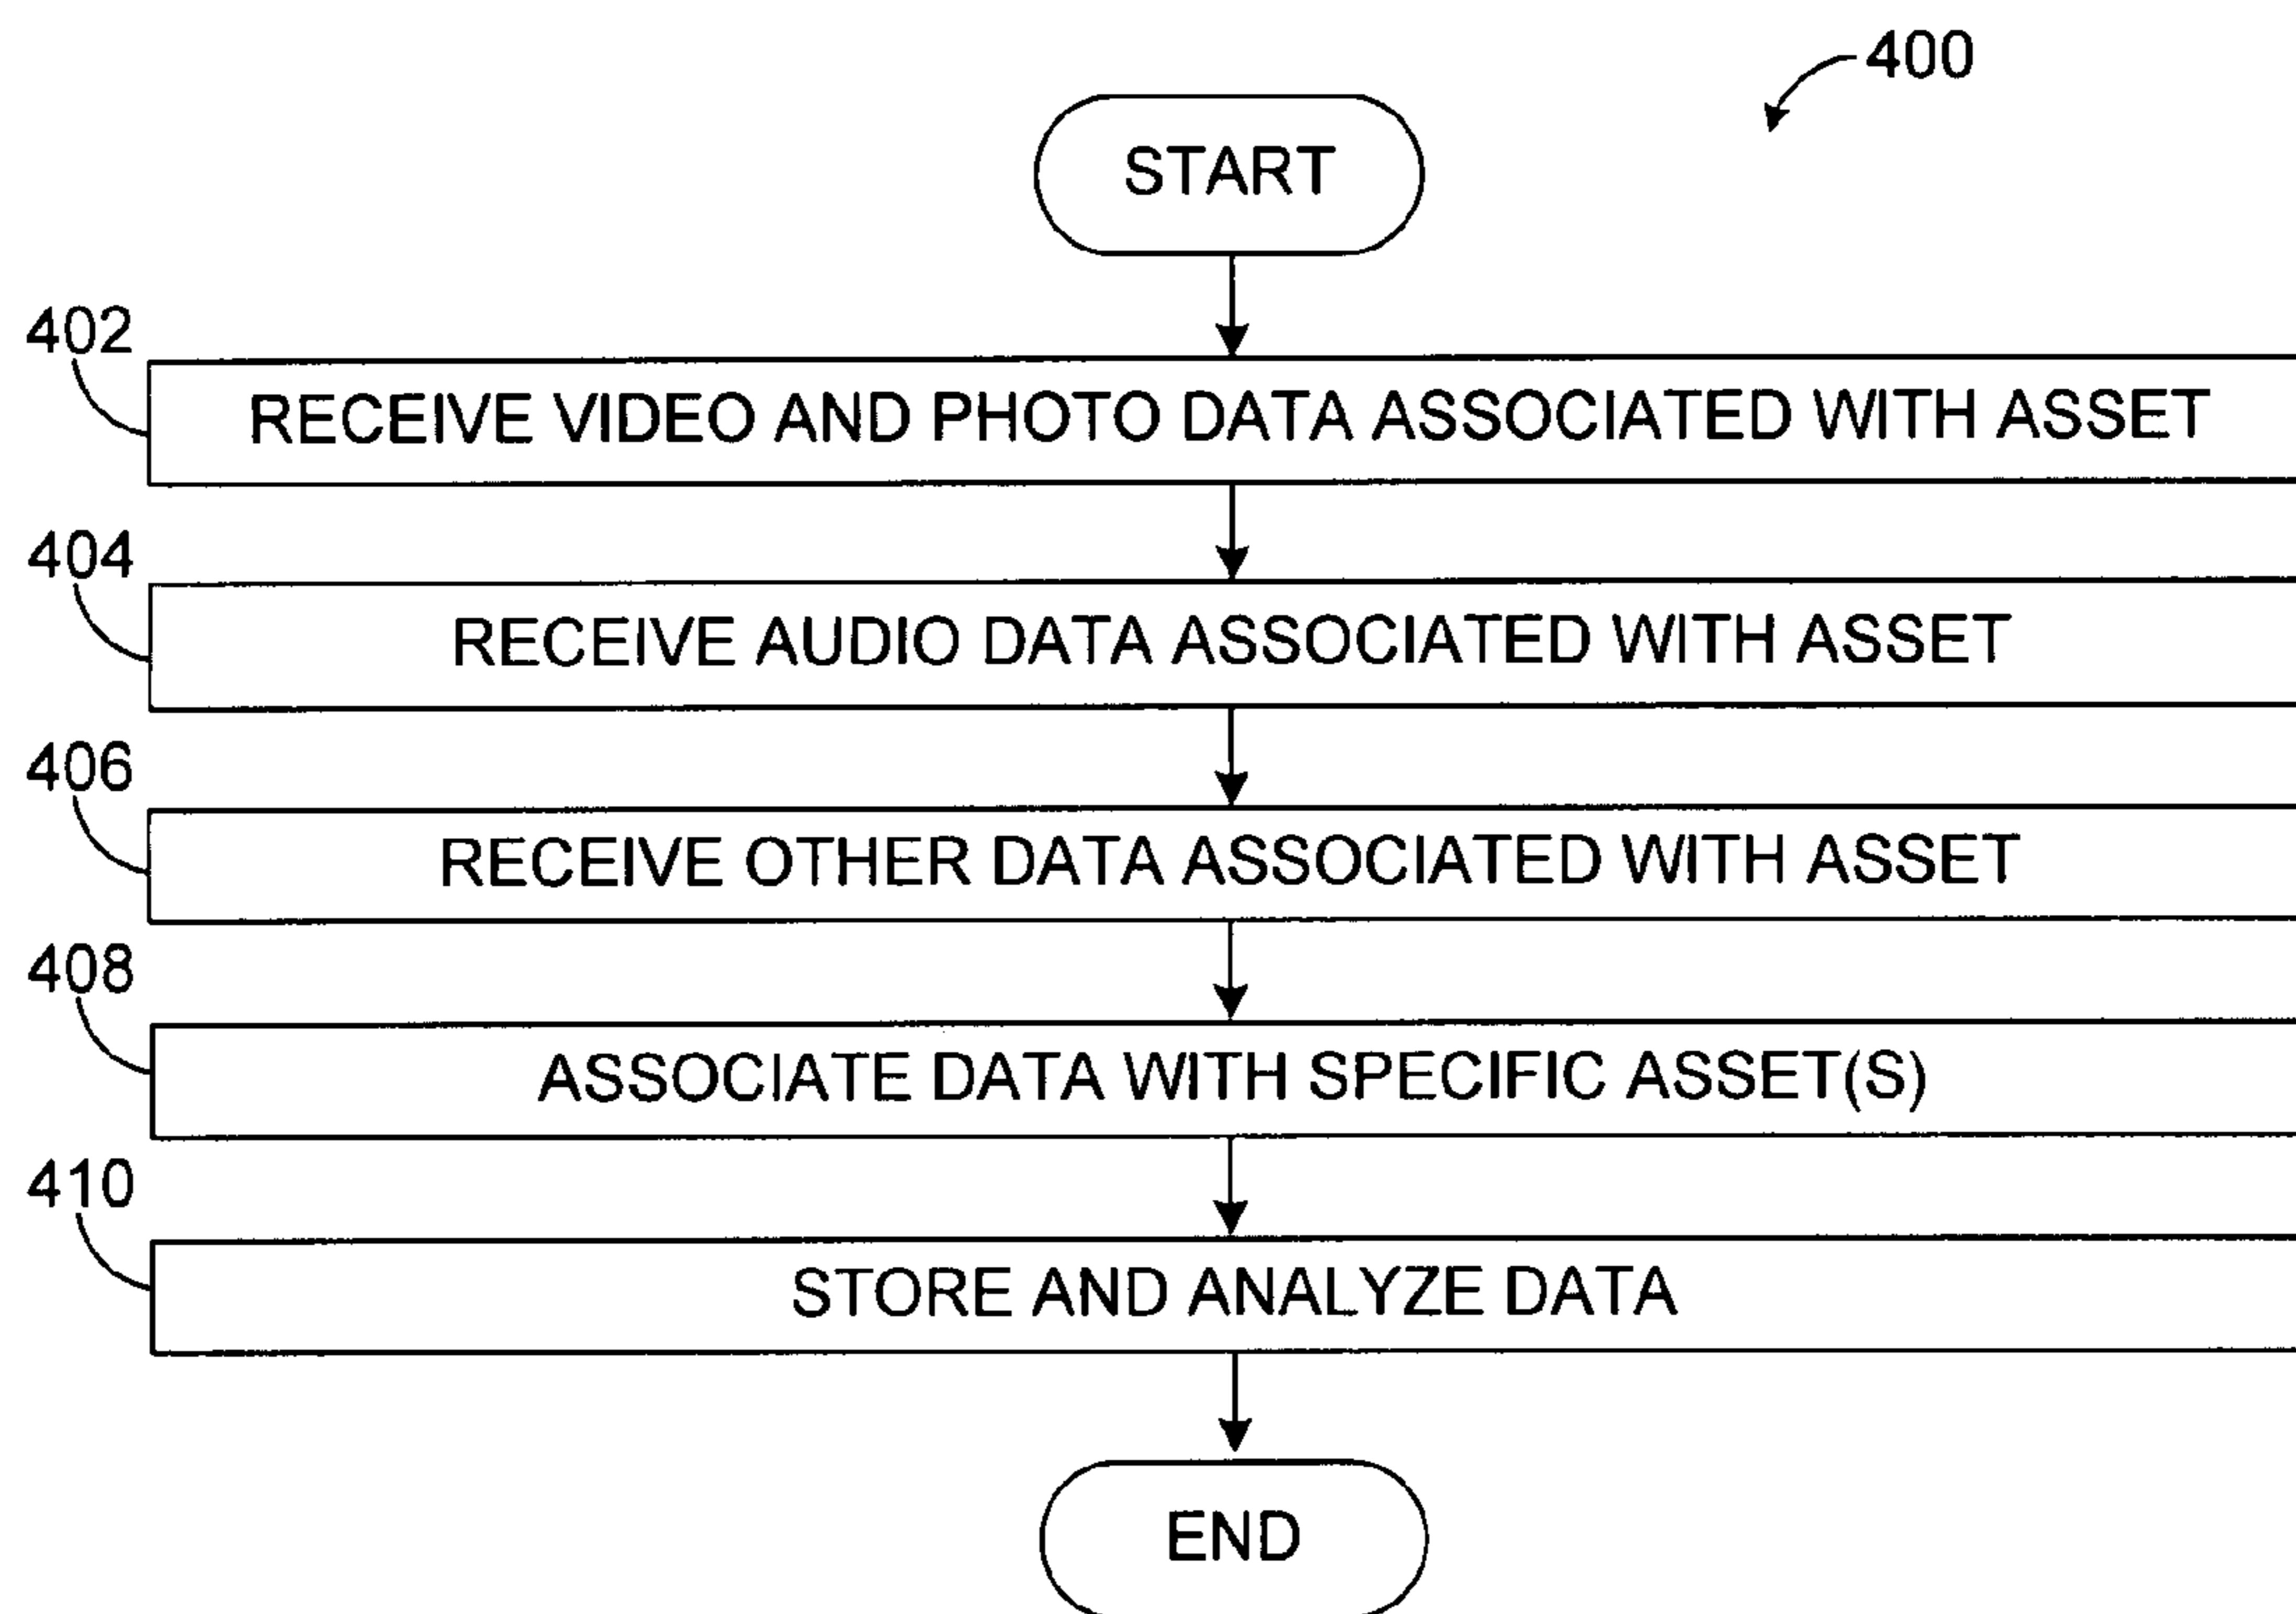 400
START
402
RECEIVE VIDEO AND PHOTO DATA ASSOCIATED WITH ASSET
404
RECEIVE AUDIO DATA ASSOCIATED WITH ASSET
406
RECEIVE OTHER DATA ASSOCIATED WITH ASSET
408
ASSOCIATE DATA WITH SPECIFIC ASSET(S)
410
STORE AND ANALYZE DATA
END